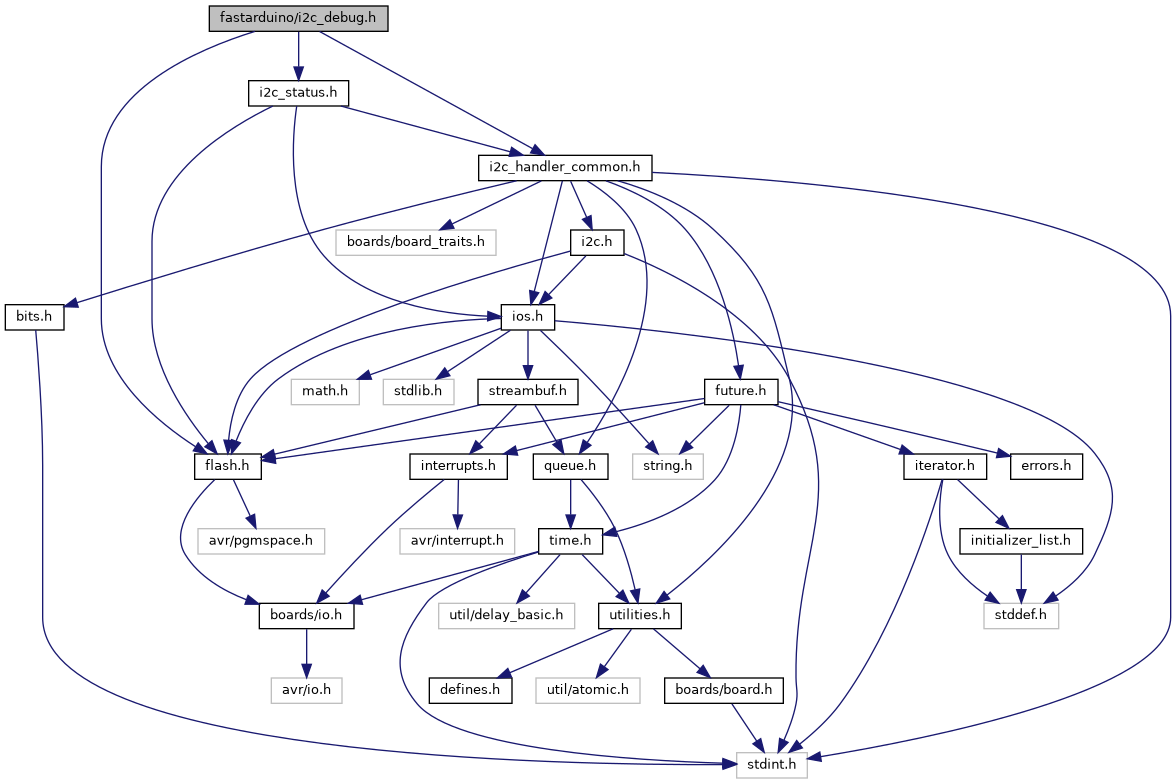 fastarduino/i2c_debug.h
i2c_status.h
i2c_handler_common.h
boards/board_traits.h
i2c.h
bits.h
ios.h
math.h
stdlib.h
streambuf.h
future.h
flash.h
interrupts.h
queue.h
string.h
iterator.h
errors.h
avr/pgmspace.h
avr/interrupt.h
time.h
initializer_list.h
boards/io.h
util/delay_basic.h
utilities.h
stddef.h
avr/io.h
defines.h
util/atomic.h
boards/board.h
stdint.h